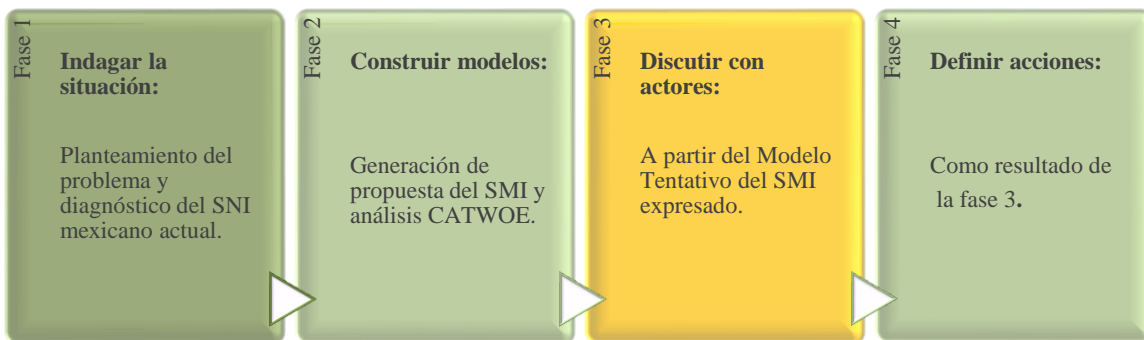 Fase 1
Indagar la
situación:
Planteamiento del
problema y
diagnóstico del SNI
mexicano actual.
Fase 2
Construir modelos:
Generación de
propuesta del SMI y
análisis CATWOE.
Fase 3
Discutir con
actores:
A partir del Modelo
Tentativo del SMI
expresado.
Fase 4
Definir acciones:
Como resultado de
la fase 3.